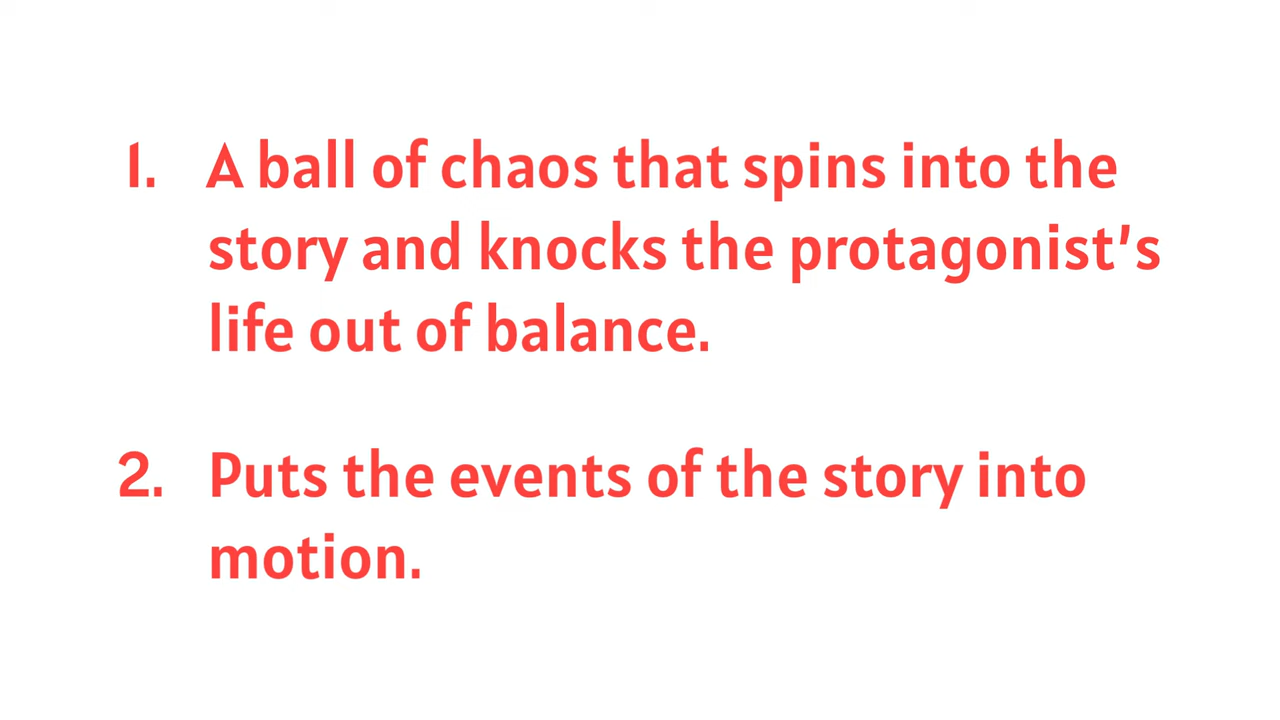 1. A ball of chaos that spins into the
story and knocks the protagonist's
life out of balance.
2. Puts the events of the story into
motion.